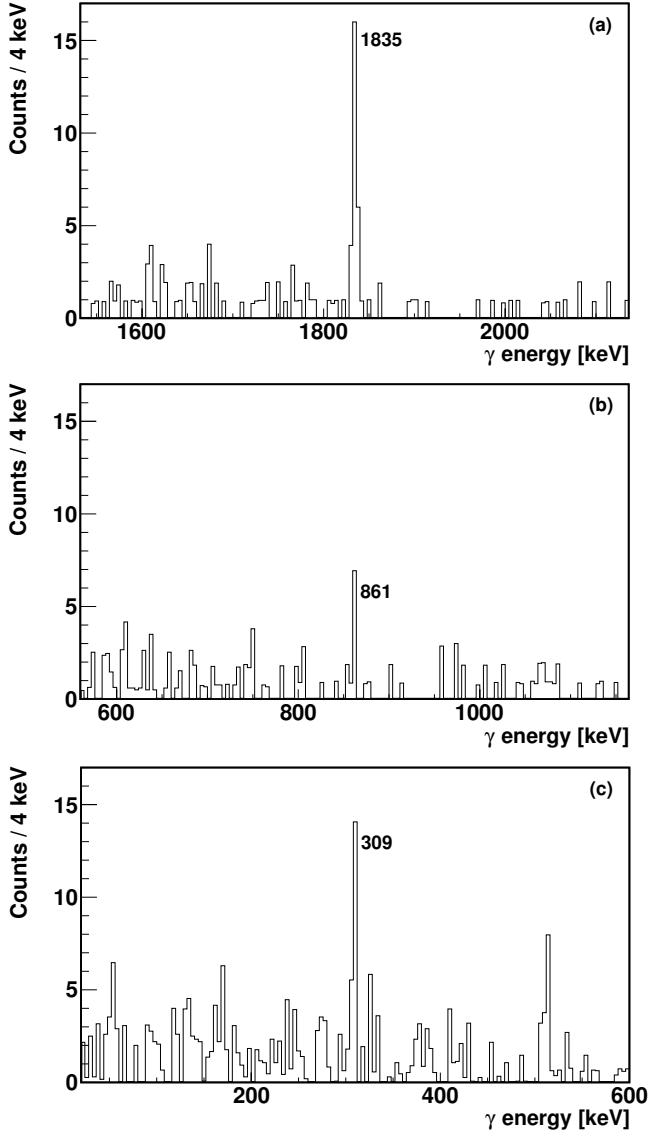 (a)
Counts / 4 keV
15
1835
10
5
0
1600 1800 2000
γ energy [keV]
(b)
Counts / 4 keV
15
10
861
5
0
600 800 1000
γ energy [keV]
(c)
Counts / 4 keV
15
309
10
5
0
200 400 600
γ energy [keV]